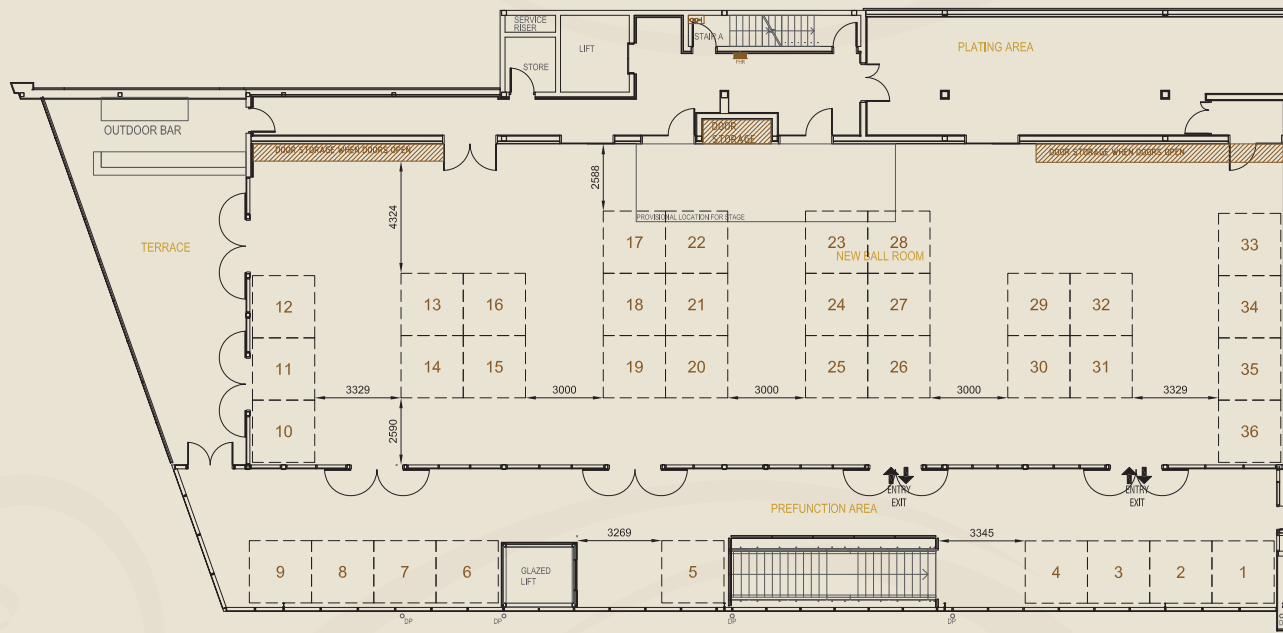 SERVICE
RISER
STAIR A
LIFT
STORE
FHR
PLATING AREA
OUTDOOR BAR
DOOR
STORAGE
DOOR STORAGE WHEN DOORS OPEN
DOOR STORAGE WHEN DOORS OPEN
2588
4324
PROVISIONAL LOCATION FOR STAGE
TERRACE
17
22
23
28
33
NEW BALL ROOM
12
13
16
18
21
24
27
29
32
34
11
14
15
19
20
25
26
30
31
35
3329
3000
3000
3000
3329
10
2590
36
ENTRY
EXIT
ENTRY
EXIT
PREFUNCTION AREA
3269
3345
9
8
7
6
GLAZED
LIFT
5
4
3
2
1
DP
DP
DP
DP